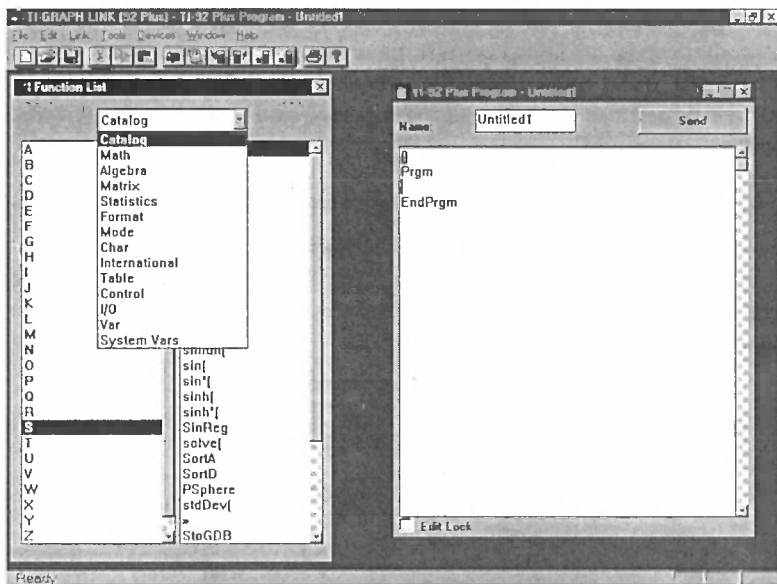 TI-GRAPH LINK (92 Plus) - TI-92 Plus Program - Untitled1
File Edit Link Tools Devices Window Help
Function List
Catalog
Catalog
Math
Algebra
Matrix
Statistics
Format
Mode
Char
International
Table
Control
I/O
Var
System Vars
A
B
C
D
E
F
G
H
I
J
K
L
M
N
O
P
Q
R
S
T
U
V
W
X
Y
Z
sin(
sin⁻(
sinh(
sinh⁻(
SinReg
solve(
SortA
SortD
PSphere
stdDev(
StoGDB
TI-92 Plus Program - Untitled1
Name:
Untitled1
Send
()
Prgm
EndPrgm
Edit Lock
Ready